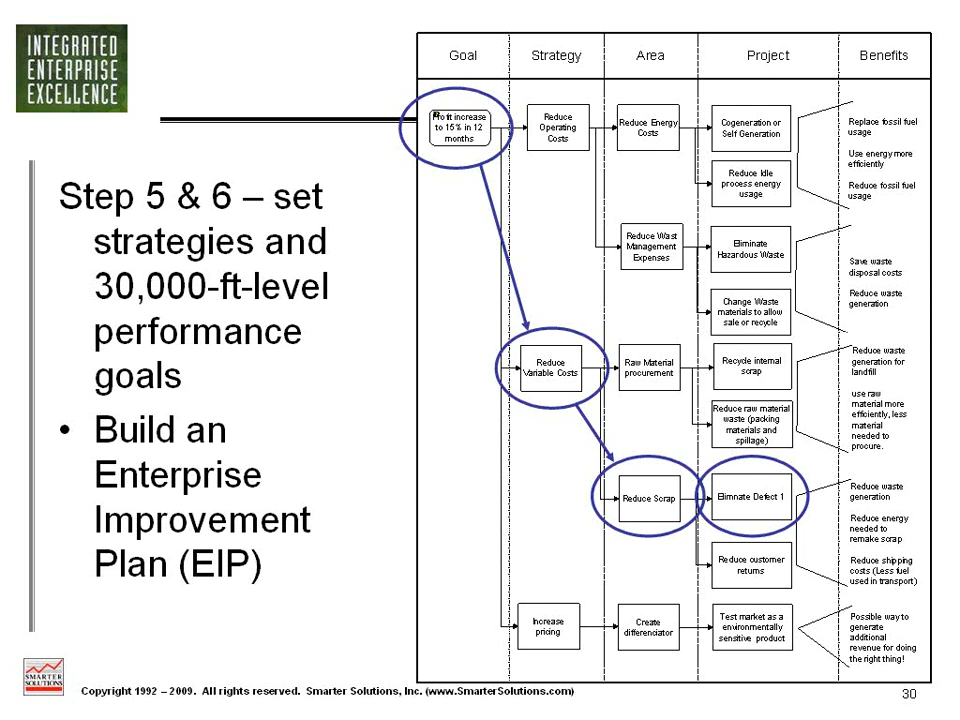 INTEGRATED
ENTERPRISE
EXCELLENCE
Step 5 & 6 – set
strategies and
30,000-ft-level
performance
goals
• Build an
Enterprise
Improvement
Plan (EIP)
Goal
Strategy
Area
Project
Benefits
Profit increase
to 15% in 12
months
Reduce
Operating
Costs
Reduce Energy
Costs
Cogeneration or
Self Generation
Reduce Idle
process energy
usage
Replace fossil fuel
usage
Use energy more
efficiently
Reduce fossil fuel
usage
Reduce Wast
Management
Expenses
Eliminate
Hazardous Waste
Change Waste
materials to allow
sale or recycle
Save waste
disposal costs
Reduce waste
generation
Reduce
Variable Costs
Raw Material
procurement
Recycle internal
scrap
Reduce raw material
waste (packing
materials and
spillage)
Reduce waste
generation for
landfill
use raw
material more
efficiently, less
material
needed to
procure.
Reduce Scrap
Elimnate Defect 1
Reduce customer
returns
Reduce waste
generation
Reduce energy
needed to
remake scrap
Reduce shipping
costs (Less fuel
used in transport)
Increase
pricing
Create
differenciator
Test market as a
environmentally
sensitive product
Possible way to
generate
additional
revenue for doing
the right thing!
SMARTER
SOLUTIONS
Copyright 1992 – 2009. All rights reserved. Smarter Solutions, Inc. (www.SmarterSolutions.com)
30